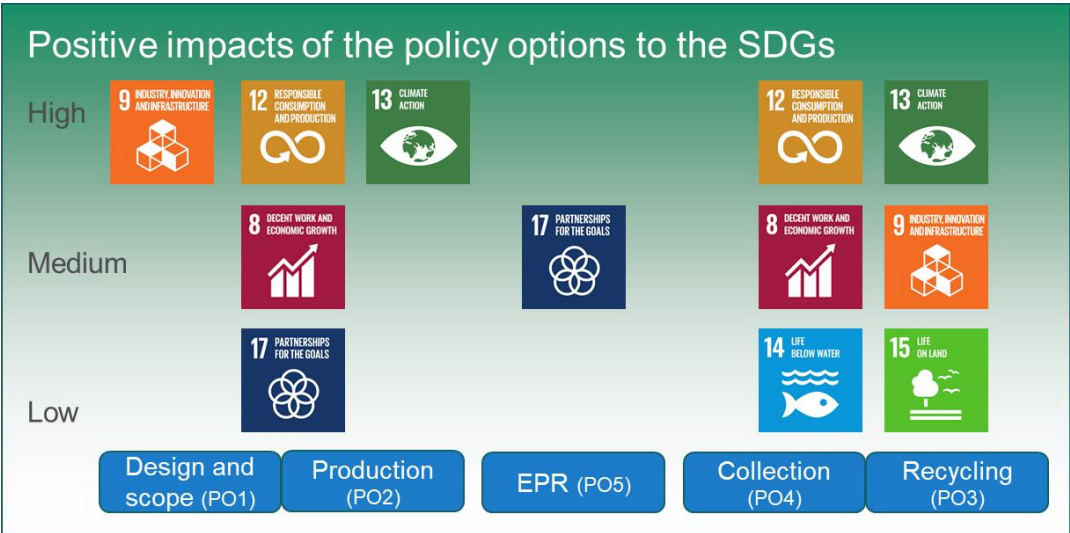 Positive impacts of the policy options to the SDGs
High
9 INDUSTRY, INNOVATION
AND INFRASTRUCTURE
12 RESPONSIBLE
CONSUMPTION
AND PRODUCTION
13 CLIMATE
ACTION
12 RESPONSIBLE
CONSUMPTION
AND PRODUCTION
13 CLIMATE
ACTION
Medium
8 DECENT WORK AND
ECONOMIC GROWTH
17 PARTNERSHIPS
FOR THE GOALS
8 DECENT WORK AND
ECONOMIC GROWTH
9 INDUSTRY, INNOVATION
AND INFRASTRUCTURE
Low
17 PARTNERSHIPS
FOR THE GOALS
14 LIFE
BELOW WATER
15 LIFE
ON LAND
Design and
scope (PO1)
Production
(PO2)
EPR (PO5)
Collection
(PO4)
Recycling
(PO3)